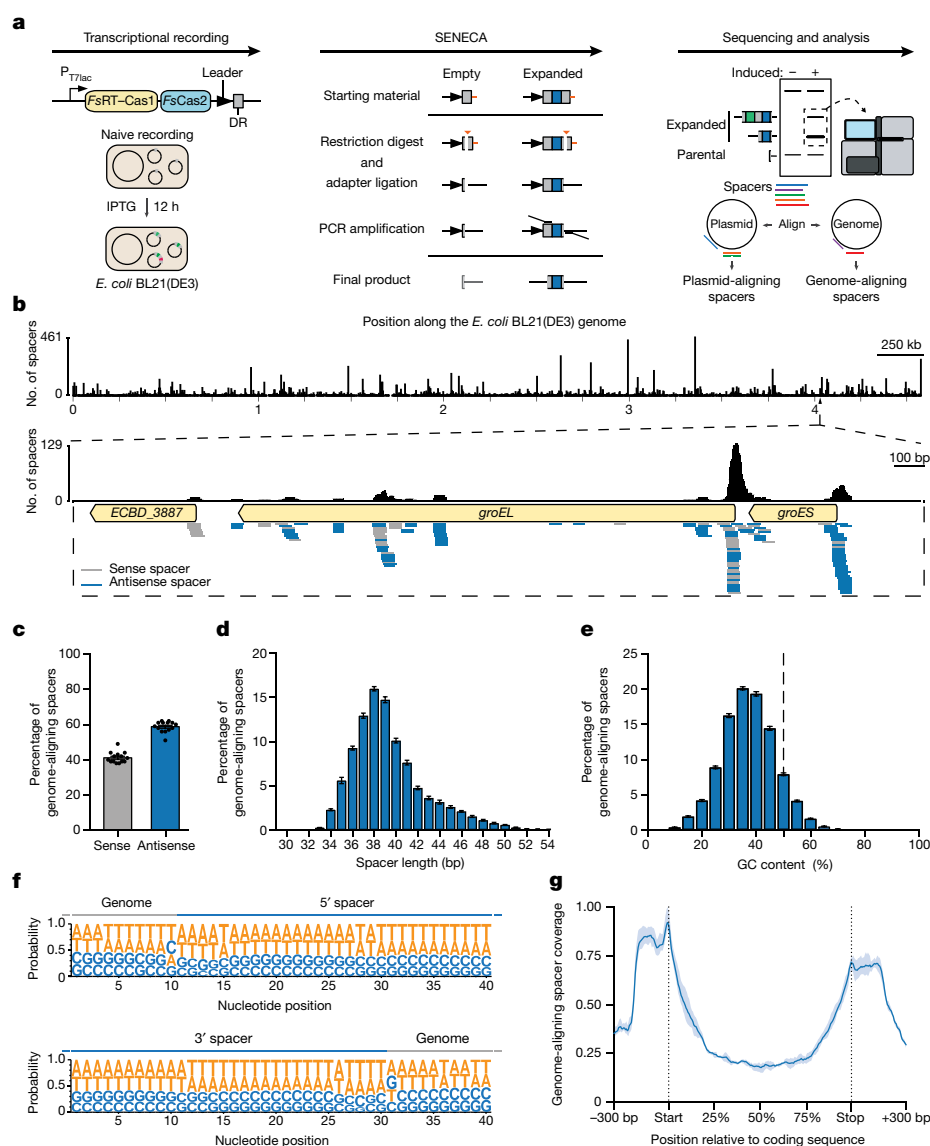 a
Transcriptional recording
SENECA
Sequencing and analysis
PT7lac
Leader
FsRT–Cas1
FsCas2
DR
Naive recording
IPTG
12 h
E. coli BL21(DE3)
Empty
Expanded
Starting material
Restriction digest
and
adapter ligation
PCR amplification
Final product
Induced: − +
Expanded
Parental
Spacers
Plasmid
Align
Genome
Plasmid-aligning
spacers
Genome-aligning
spacers
b
Position along the E. coli BL21(DE3) genome
No. of spacers
461
0
250 kb
0 1 2 3 4
No. of spacers
129
0
100 bp
ECBD_3887
groEL
groES
Sense spacer
Antisense spacer
c
Percentage of
genome-aligning spacers
100
80
60
40
20
0
Sense Antisense
d
Percentage of
genome-aligning spacers
20
15
10
5
0
30 32 34 36 38 40 42 44 46 48 50 52 54
Spacer length (bp)
e
Percentage of
genome-aligning spacers
25
20
15
10
5
0
0 20 40 60 80 100
GC content (%)
f
Genome
5′ spacer
Probability
1.0
0.5
0
5 10 15 20 25 30 35 40
Nucleotide position
3′ spacer
Genome
Probability
1.0
0.5
0
5 10 15 20 25 30 35 40
Nucleotide position
g
Genome-aligning spacer coverage
1.00
0.75
0.50
0.25
0
−300 bp Start 25% 50% 75% Stop +300 bp
Position relative to coding sequence